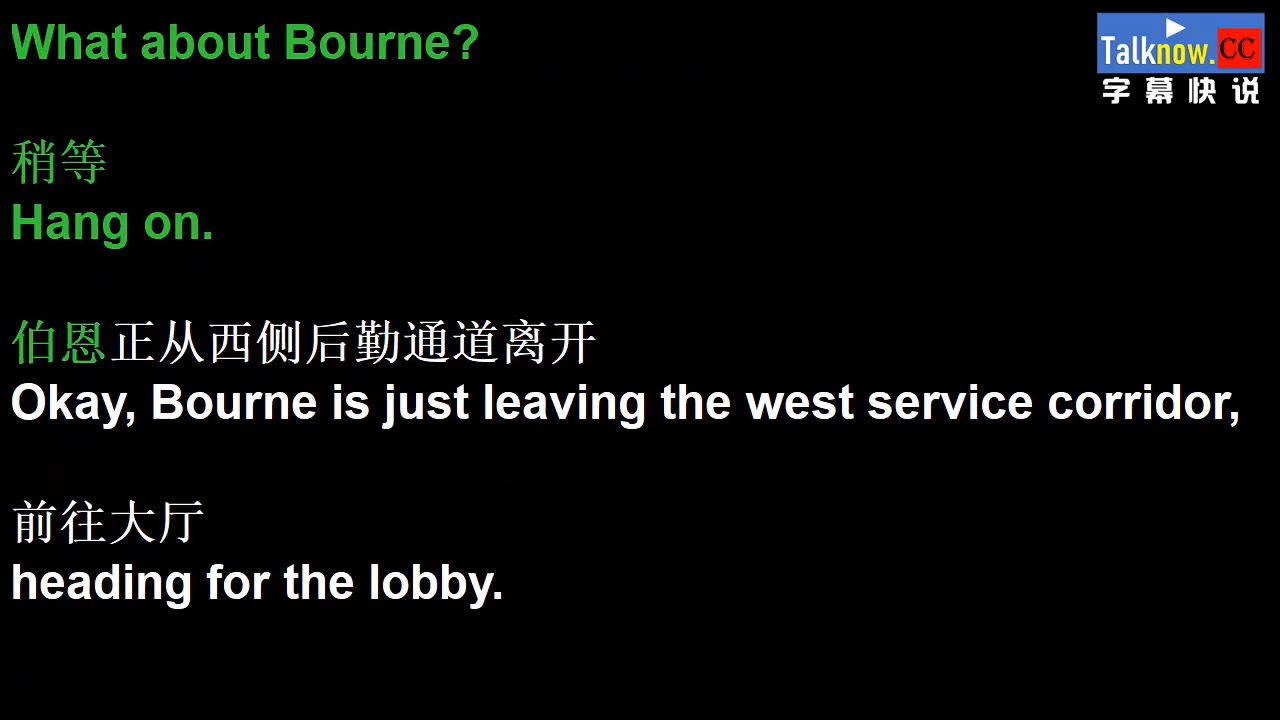 What about Bourne?
Talknow.CC
字幕快说
稍等
Hang on.
伯恩正从西侧后勤通道离开
Okay, Bourne is just leaving the west service corridor,
前往大厅
heading for the lobby.